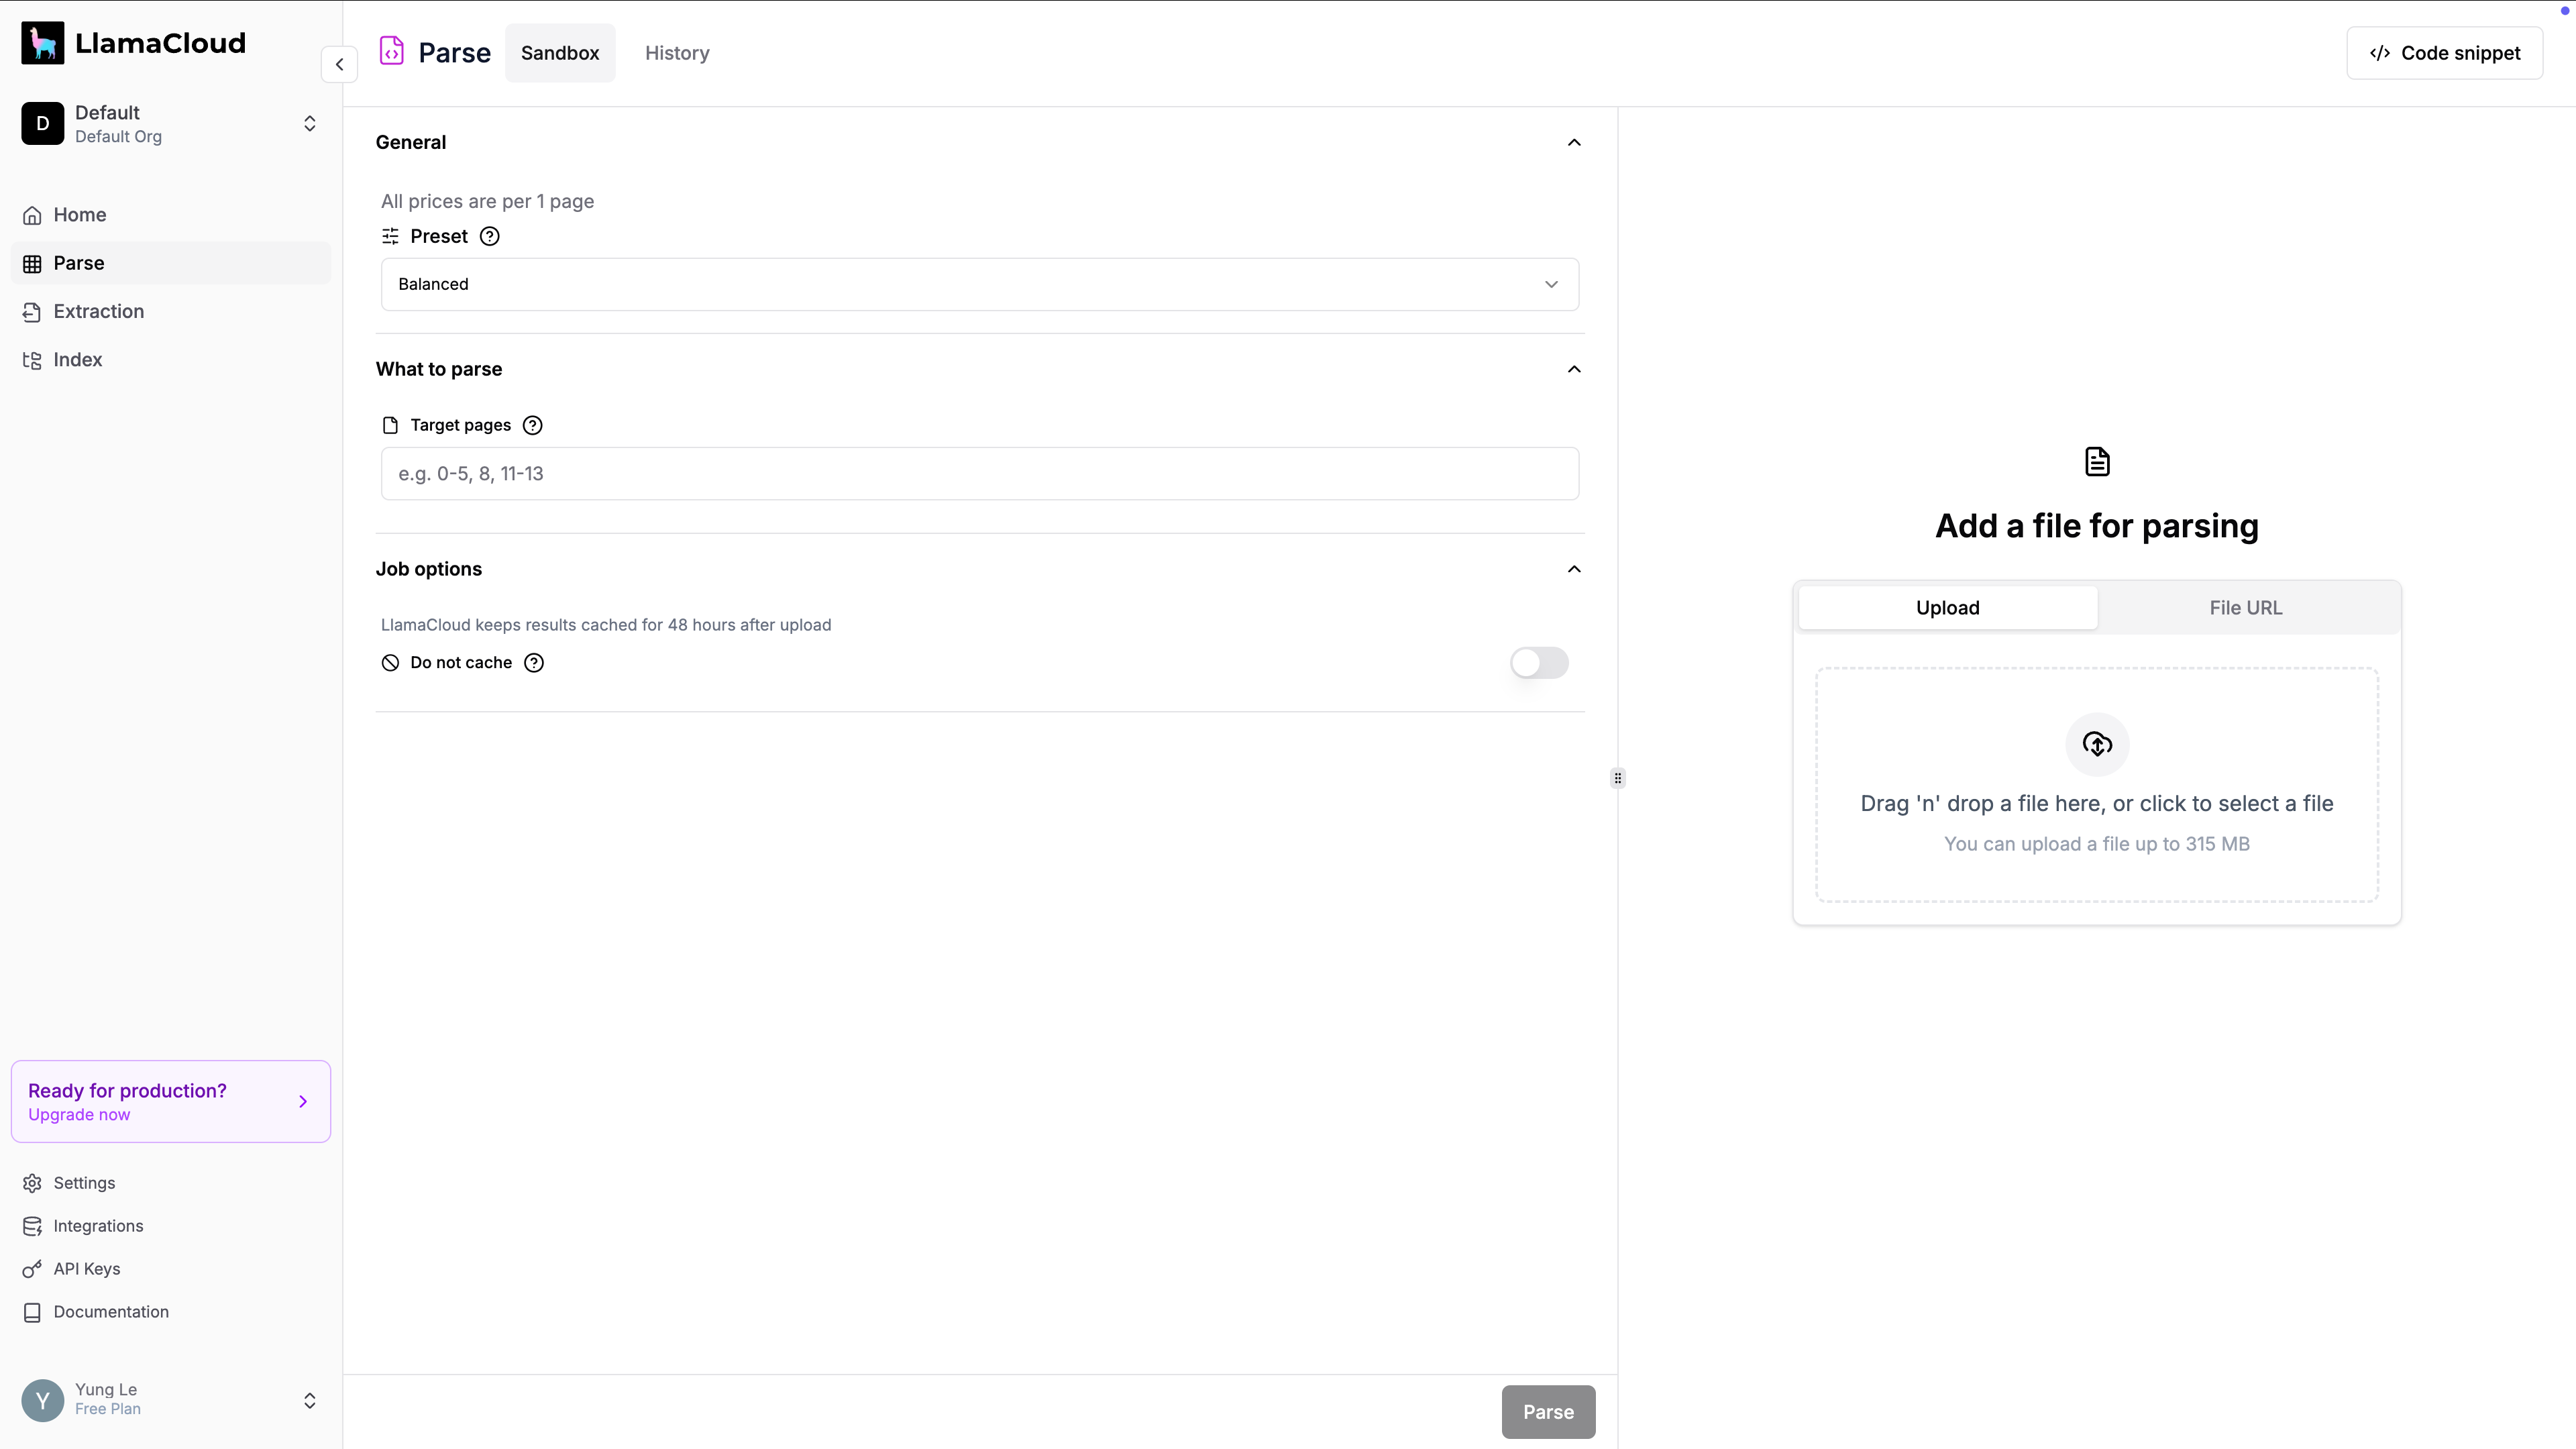 LlamaCloud
D
Default
Default Org
Home
Parse
Extraction
Index
Ready for production?
Upgrade now
Settings
Integrations
API Keys
Documentation
Y
Yung Le
Free Plan
Parse
Sandbox
History
Code snippet
General
All prices are per 1 page
Preset
Balanced
What to parse
Target pages
e.g. 0-5, 8, 11-13
Job options
LlamaCloud keeps results cached for 48 hours after upload
Do not cache
Parse
Add a file for parsing
Upload
File URL
Drag 'n' drop a file here, or click to select a file
You can upload a file up to 315 MB